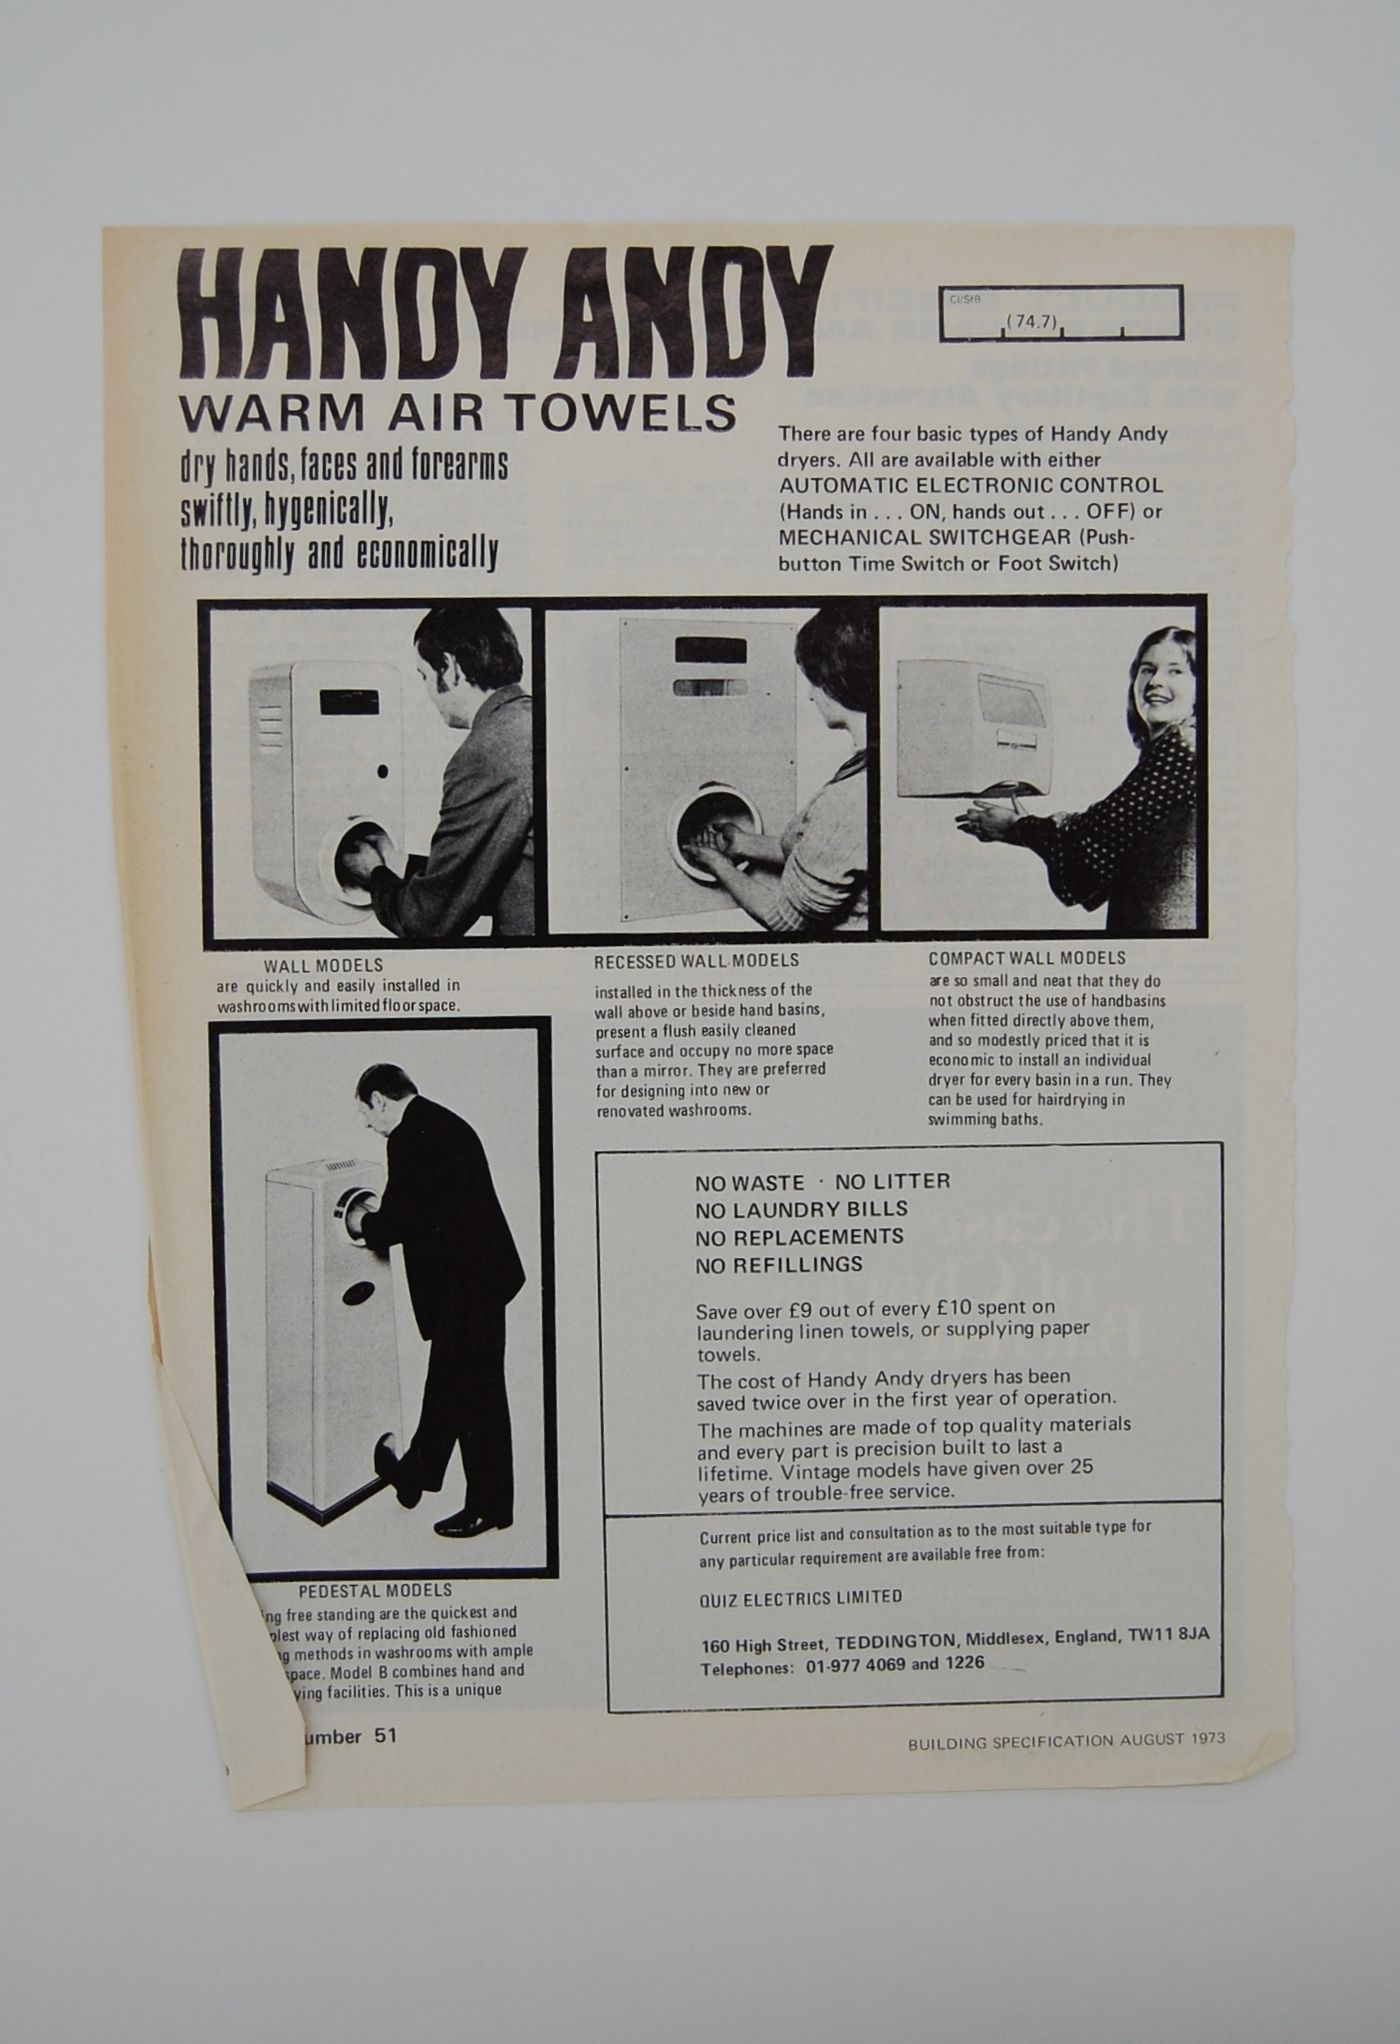 HANDY ANDY
WARM AIR TOWELS
dry hands, faces and forearms
swiftly, hygenically,
thoroughly and economically
CI/SfB
(74.7)
There are four basic types of Handy Andy
dryers. All are available with either
AUTOMATIC ELECTRONIC CONTROL
(Hands in . . . ON, hands out . . . OFF) or
MECHANICAL SWITCHGEAR (Push-
button Time Switch or Foot Switch)
WALL MODELS
are quickly and easily installed in
washrooms with limited floor space.
RECESSED WALL MODELS
installed in the thickness of the
wall above or beside hand basins,
present a flush easily cleaned
surface and occupy no more space
than a mirror. They are preferred
for designing into new or
renovated washrooms.
COMPACT WALL MODELS
are so small and neat that they do
not obstruct the use of handbasins
when fitted directly above them,
and so modestly priced that it is
economic to install an individual
dryer for every basin in a run. They
can be used for hairdrying in
swimming baths.
PEDESTAL MODELS
free standing are the quickest and
way of replacing old fashioned
methods in washrooms with ample
space. Model B combines hand and
facilities. This is a unique
NO WASTE · NO LITTER
NO LAUNDRY BILLS
NO REPLACEMENTS
NO REFILLINGS
Save over £9 out of every £10 spent on
laundering linen towels, or supplying paper
towels.
The cost of Handy Andy dryers has been
saved twice over in the first year of operation.
The machines are made of top quality materials
and every part is precision built to last a
lifetime. Vintage models have given over 25
years of trouble-free service.
Current price list and consultation as to the most suitable type for
any particular requirement are available free from:
QUIZ ELECTRICS LIMITED
160 High Street, TEDDINGTON, Middlesex, England, TW11 8JA
Telephones: 01-977 4069 and 1226
umber 51
BUILDING SPECIFICATION AUGUST 1973